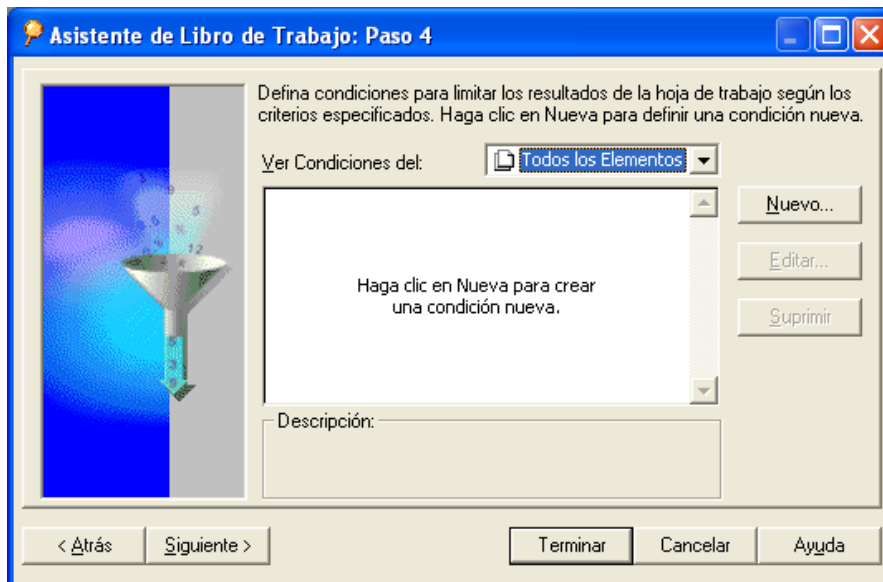 Asistente de Libro de Trabajo: Paso 4
Defina condiciones para limitar los resultados de la hoja de trabajo según los
criterios especificados. Haga clic en Nueva para definir una condición nueva.
Ver Condiciones del: Todos los Elementos
Nuevo...
Editar...
Suprimir
Haga clic en Nueva para crear
una condición nueva.
Descripción:
< Atrás Siguiente > Terminar Cancelar Ayuda